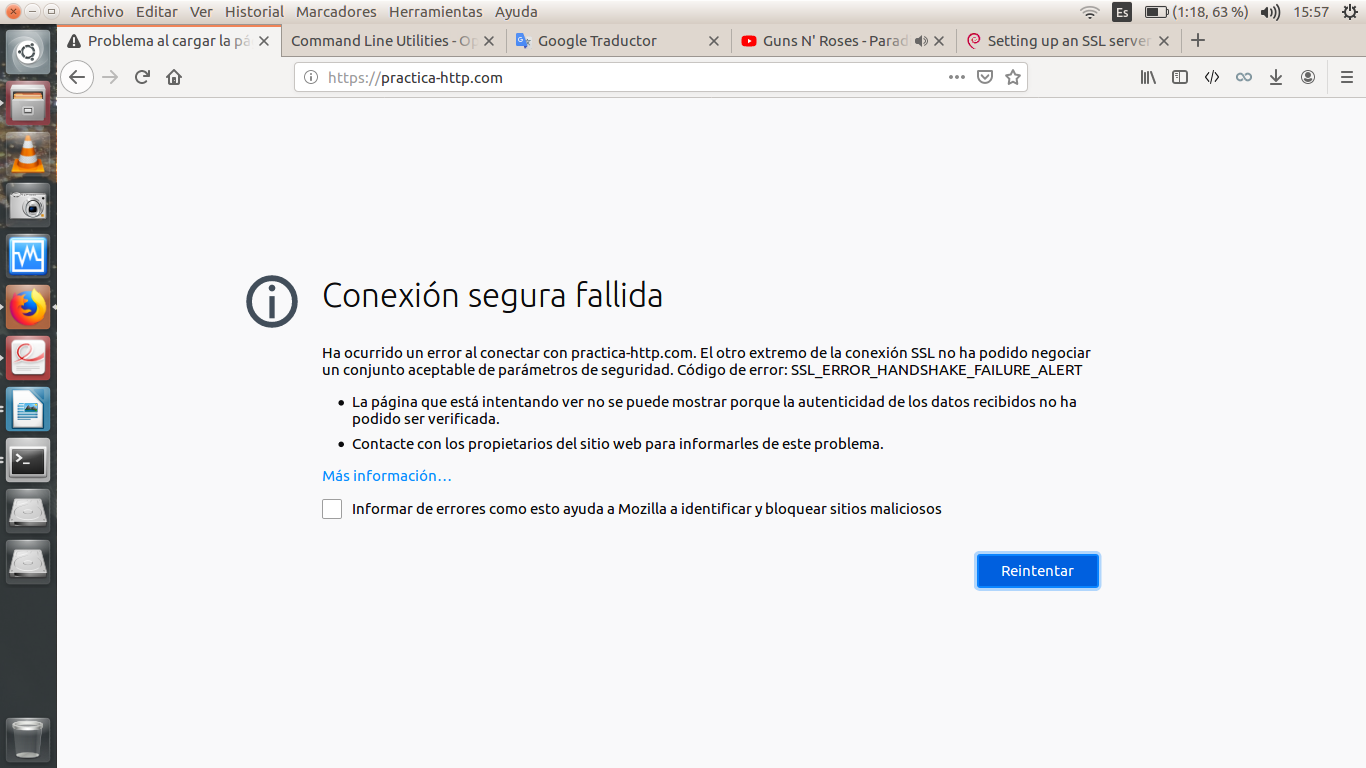 Archivo Editar Ver Historial Marcadores Herramientas Ayuda
Es (1:18, 63 %) 15:57
Problema al cargar la pá
Command Line Utilities - Op
Google Traductor
Guns N' Roses - Parad
Setting up an SSL server
https://practica-http.com
Conexión segura fallida
Ha ocurrido un error al conectar con practica-http.com. El otro extremo de la conexión SSL no ha podido negociar
un conjunto aceptable de parámetros de seguridad. Código de error: SSL_ERROR_HANDSHAKE_FAILURE_ALERT
• La página que está intentando ver no se puede mostrar porque la autenticidad de los datos recibidos no ha
podido ser verificada.
• Contacte con los propietarios del sitio web para informarles de este problema.
Más información…
Informar de errores como esto ayuda a Mozilla a identificar y bloquear sitios maliciosos
Reintentar